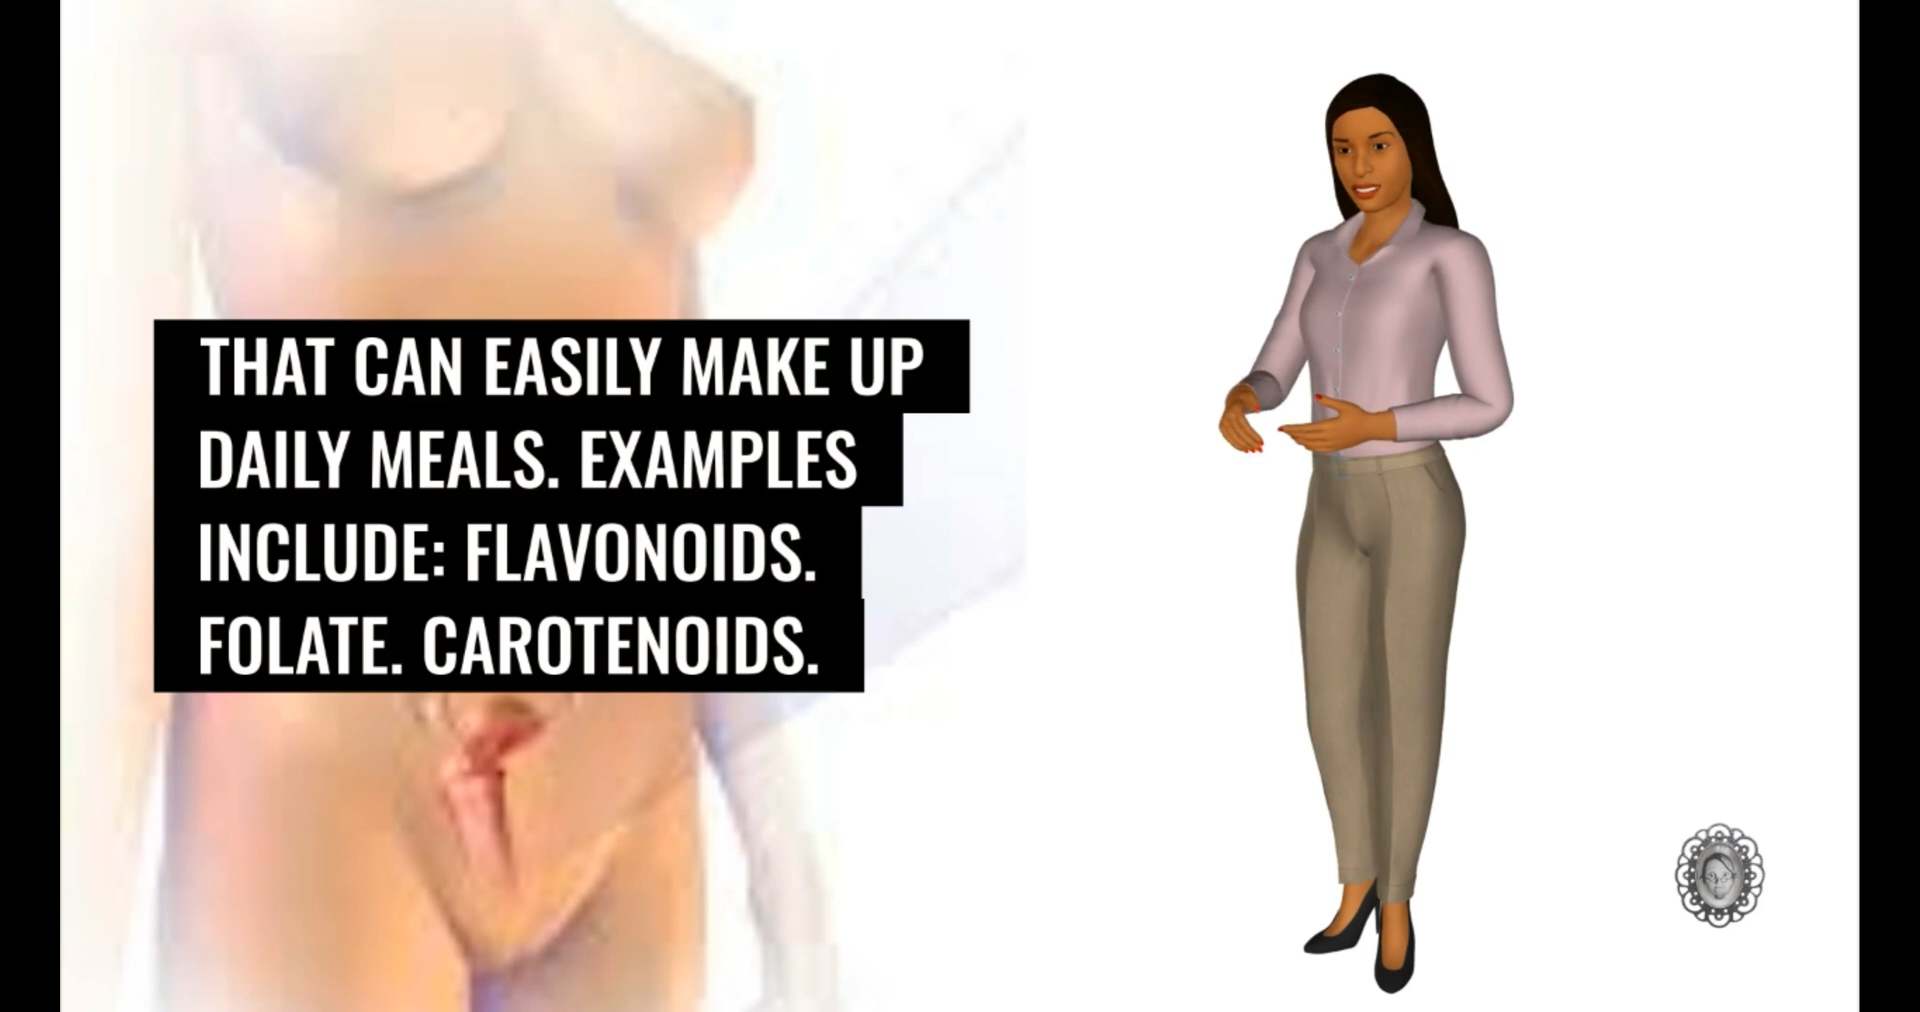 THAT CAN EASILY MAKE UP
DAILY MEALS. EXAMPLES
INCLUDE: FLAVONOIDS.
FOLATE. CAROTENOIDS.